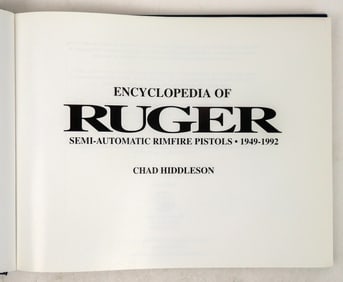 ENCYCLOPEDIA OF
RUGER
SEMI-AUTOMATIC RIMFIRE PISTOLS • 1949-1992
CHAD HIDDLESON